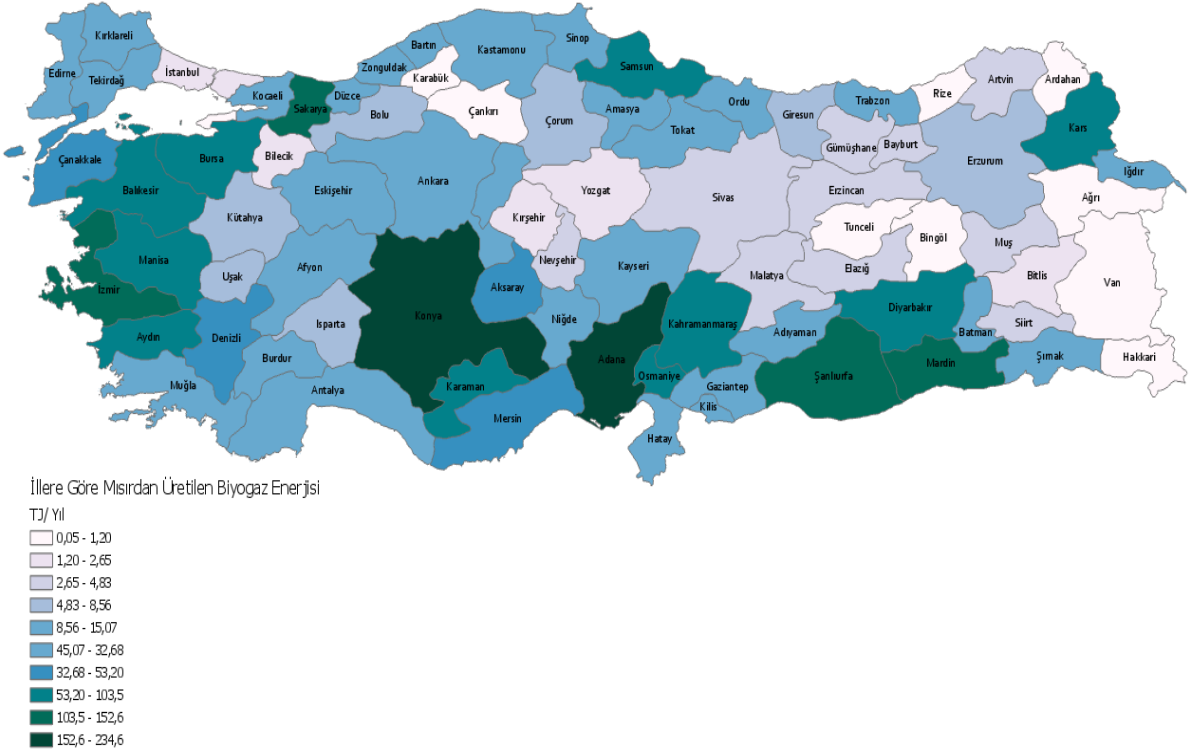 Kırklareli
Edirne
Tekirdağ
İstanbul
Kocaeli
Sakarya
Düzce
Zonguldak
Bartın
Karabük
Kastamonu
Sinop
Samsun
Bolu
Çankırı
Çorum
Amasya
Tokat
Ordu
Giresun
Trabzon
Rize
Artvin
Ardahan
Kars
Gümüşhane
Bayburt
Erzurum
Iğdır
Ağrı
Çanakkale
Balıkesir
Bursa
Bilecik
Eskişehir
Ankara
Kütahya
Kırşehir
Yozgat
Sivas
Erzincan
Tunceli
Bingöl
Muş
Bitlis
Van
Manisa
İzmir
Uşak
Afyon
Aksaray
Nevşehir
Kayseri
Malatya
Elazığ
Diyarbakır
Batman
Siirt
Şırnak
Hakkari
Aydın
Denizli
Isparta
Burdur
Konya
Niğde
Adana
Kahramanmaraş
Adıyaman
Şanlıurfa
Mardin
Muğla
Antalya
Karaman
Mersin
Osmaniye
Gaziantep
Kilis
Hatay
İllere Göre Mısırdan Üretilen Biyogaz Enerjisi
TJ/ Yıl
0,05 - 1,20
1,20 - 2,65
2,65 - 4,83
4,83 - 8,56
8,56 - 15,07
45,07 - 32,68
32,68 - 53,20
53,20 - 103,5
103,5 - 152,6
152,6 - 234,6